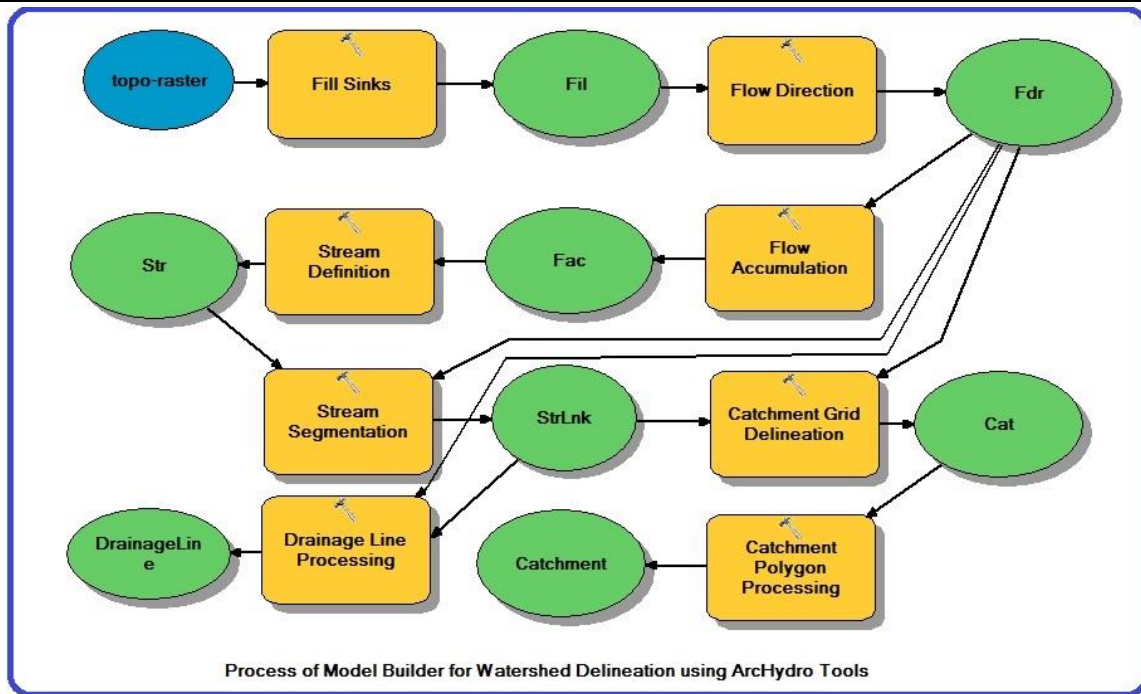 topo-raster
Fill Sinks
Fil
Flow Direction
Fdr
Str
Stream
Definition
Fac
Flow
Accumulation
Stream
Segmentation
StrLnk
Catchment Grid
Delineation
Cat
DrainageLin
e
Drainage Line
Processing
Catchment
Catchment
Polygon
Processing
Process of Model Builder for Watershed Delineation using ArcHydro Tools